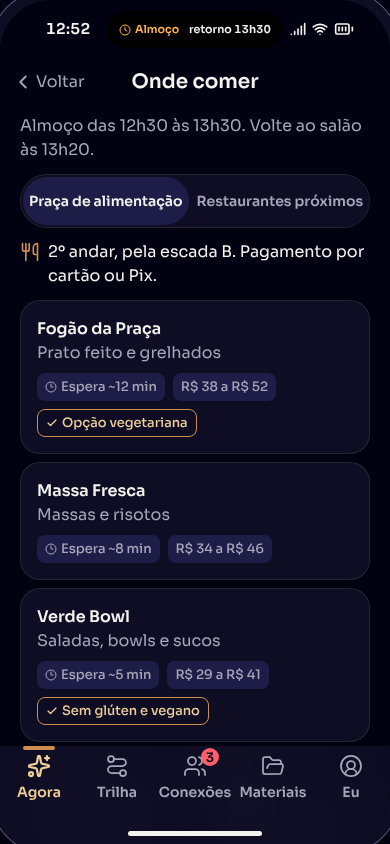 12:52
Almoço retorno 13h30
Voltar
Onde comer
Almoço das 12h30 às 13h30. Volte ao salão
às 13h20.
Praça de alimentação
Restaurantes próximos
2º andar, pela escada B. Pagamento por
cartão ou Pix.
Fogão da Praça
Prato feito e grelhados
Espera ~12 min
R$ 38 a R$ 52
Opção vegetariana
Massa Fresca
Massas e risotos
Espera ~8 min
R$ 34 a R$ 46
Verde Bowl
Saladas, bowls e sucos
Espera ~5 min
R$ 29 a R$ 41
Sem glúten e vegano
3
Agora
Trilha
Conexões
Materiais
Eu